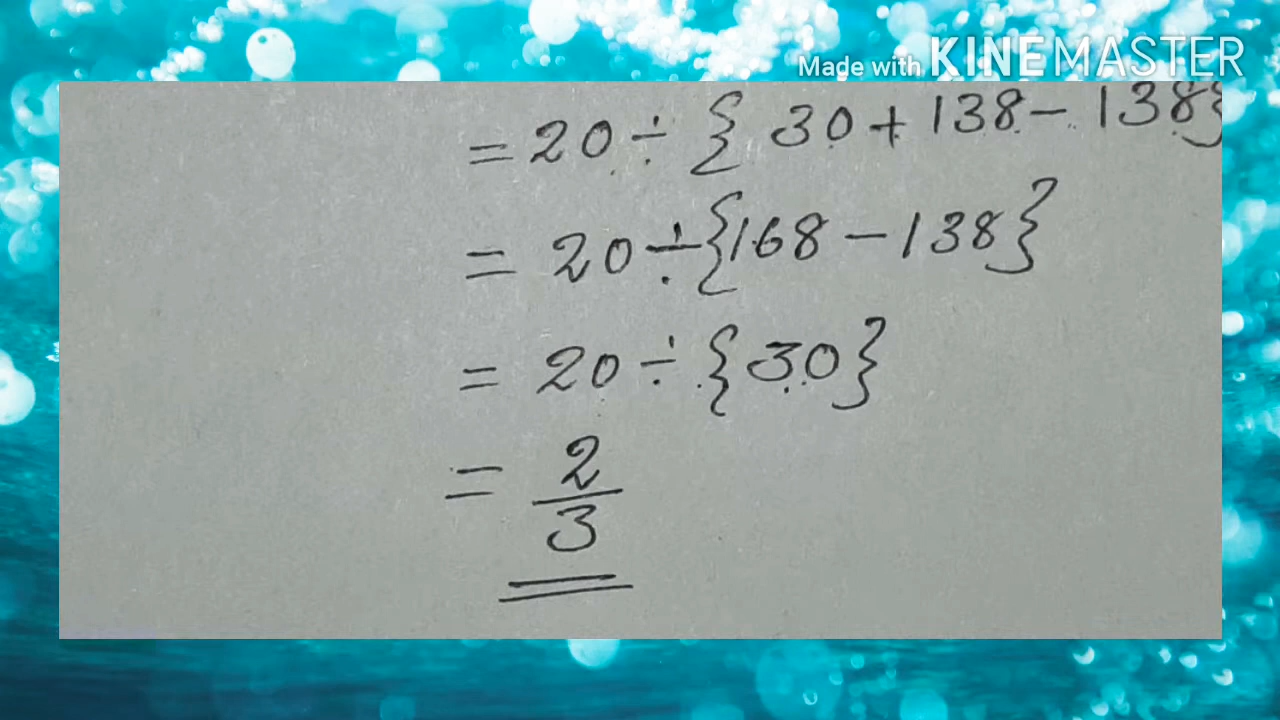 Made with KINEMASTER
= 20 ÷ { 30 + 138 - 138}
= 20 ÷ {168 - 138}
= 20 ÷ {30}
= 2/3